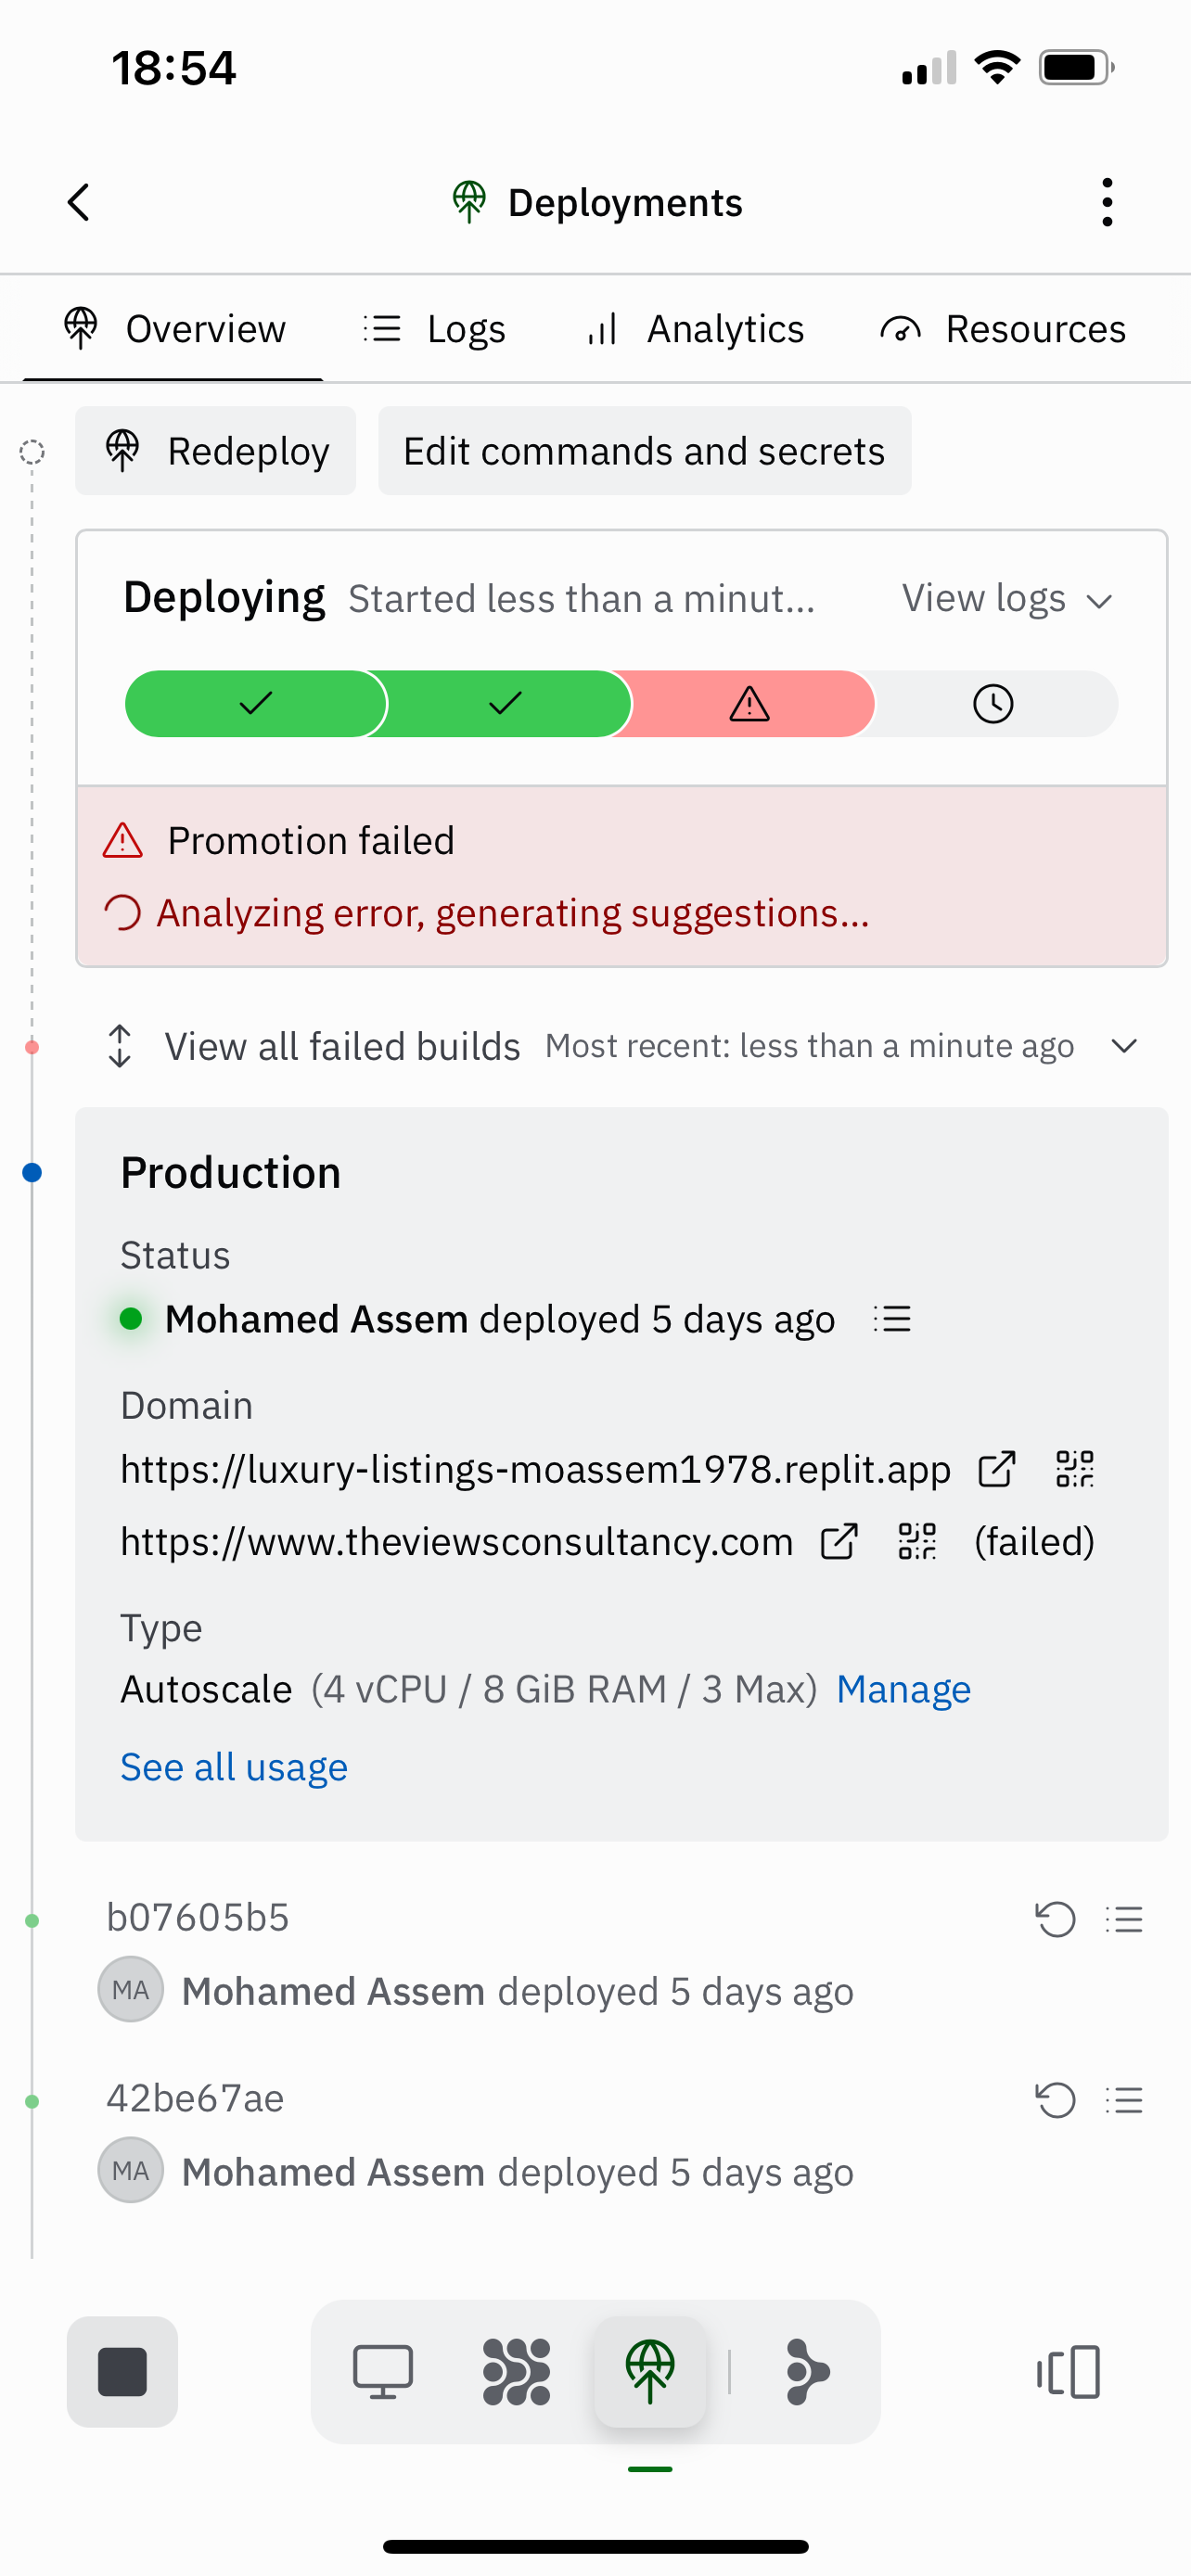 18:54
Deployments
Overview Logs Analytics Resources
Redeploy Edit commands and secrets
Deploying Started less than a minut... View logs
Promotion failed
Analyzing error, generating suggestions...
View all failed builds Most recent: less than a minute ago
Production
Status
Mohamed Assem deployed 5 days ago
Domain
https://luxury-listings-moassem1978.replit.app
https://www.theviewsconsultancy.com (failed)
Type
Autoscale (4 vCPU / 8 GiB RAM / 3 Max) Manage
See all usage
b07605b5
MA Mohamed Assem deployed 5 days ago
42be67ae
MA Mohamed Assem deployed 5 days ago